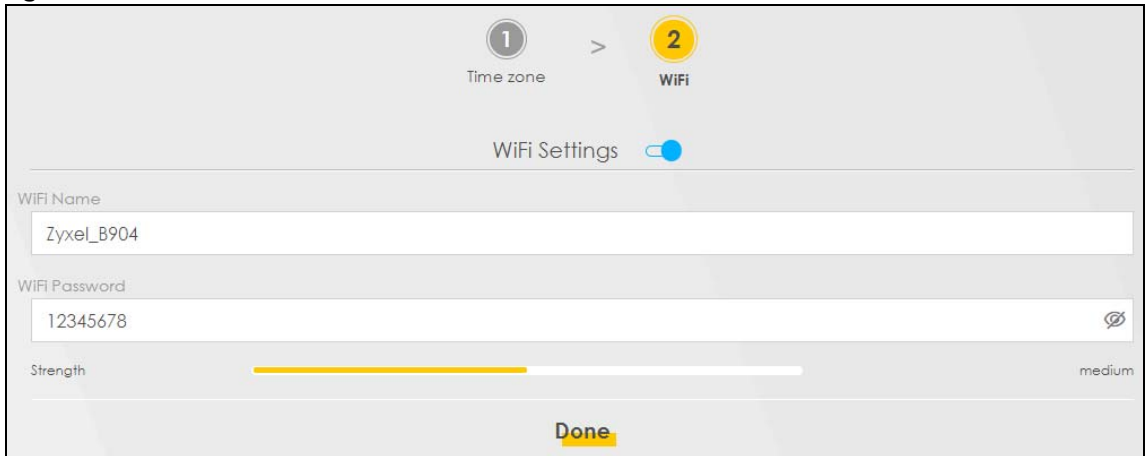 1 > 2
Time zone WiFi
WiFi Settings
WiFi Name
Zyxel_B904
WiFi Password
12345678
Strength medium
Done